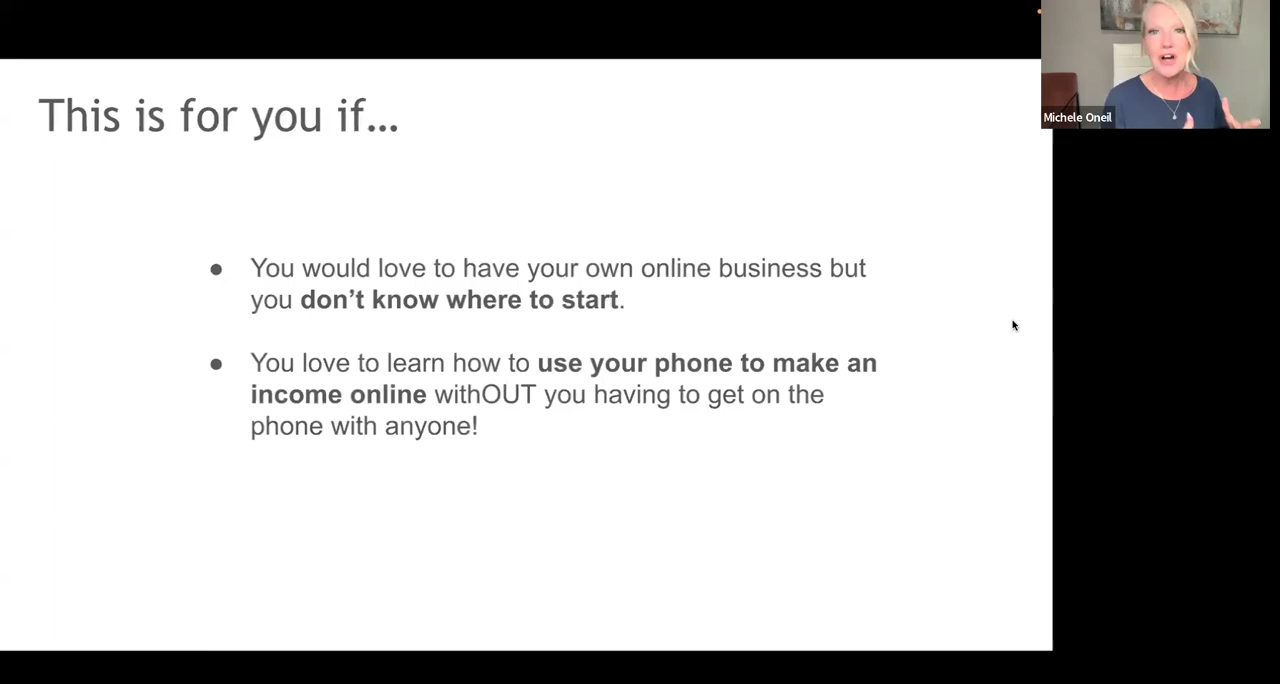 This is for you if...
● You would love to have your own online business but
you don’t know where to start.
● You love to learn how to use your phone to make an
income online withOUT you having to get on the
phone with anyone!
Michele Oneil